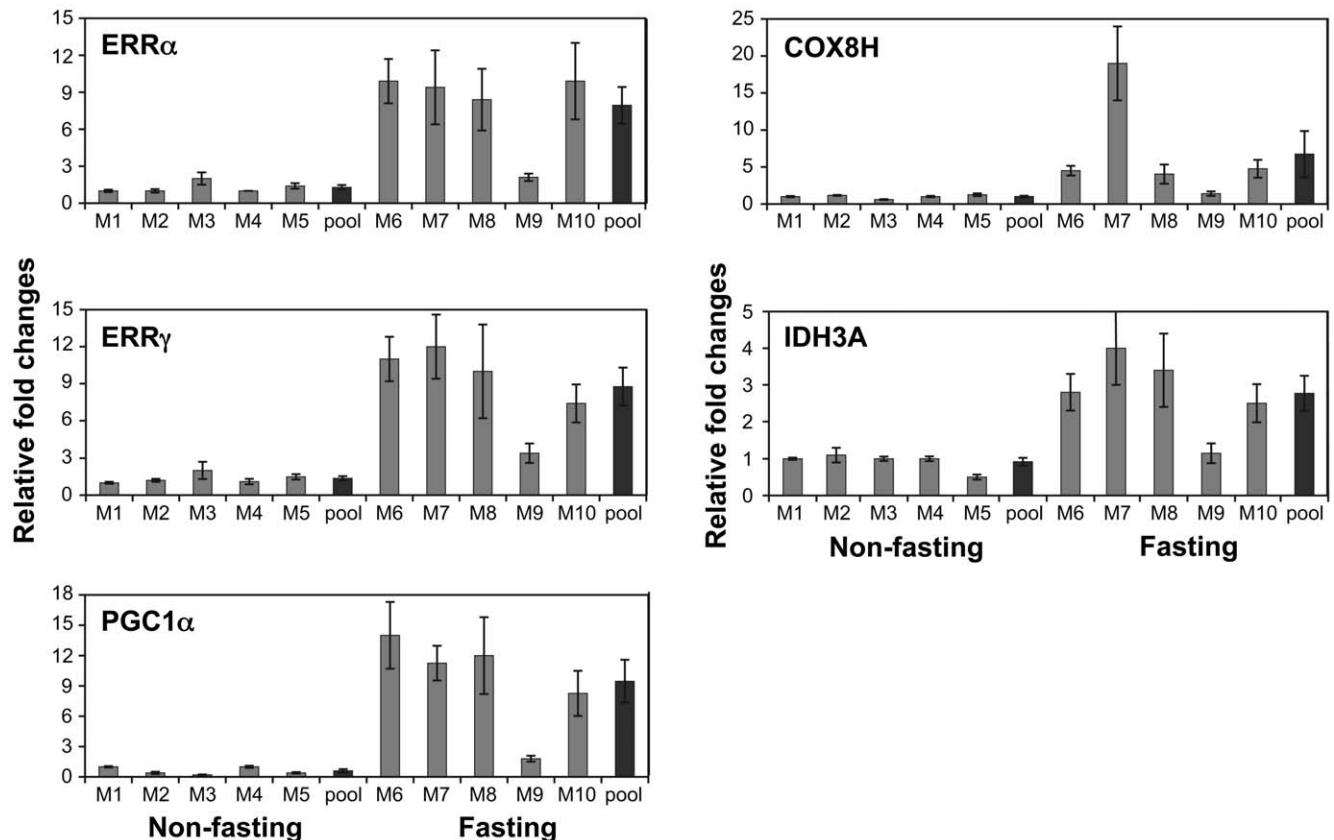 ERRα
15
12
9
6
3
0
M1 M2 M3 M4 M5 pool M6 M7 M8 M9 M10 pool
ERRγ
15
12
9
6
3
0
M1 M2 M3 M4 M5 pool M6 M7 M8 M9 M10 pool
PGC1α
18
15
12
9
6
3
0
M1 M2 M3 M4 M5 pool M6 M7 M8 M9 M10 pool
Non-fasting Fasting
Relative fold changes
COX8H
25
20
15
10
5
0
M1 M2 M3 M4 M5 pool M6 M7 M8 M9 M10 pool
IDH3A
5
4
3
2
1
0
M1 M2 M3 M4 M5 pool M6 M7 M8 M9 M10 pool
Non-fasting Fasting
Relative fold changes